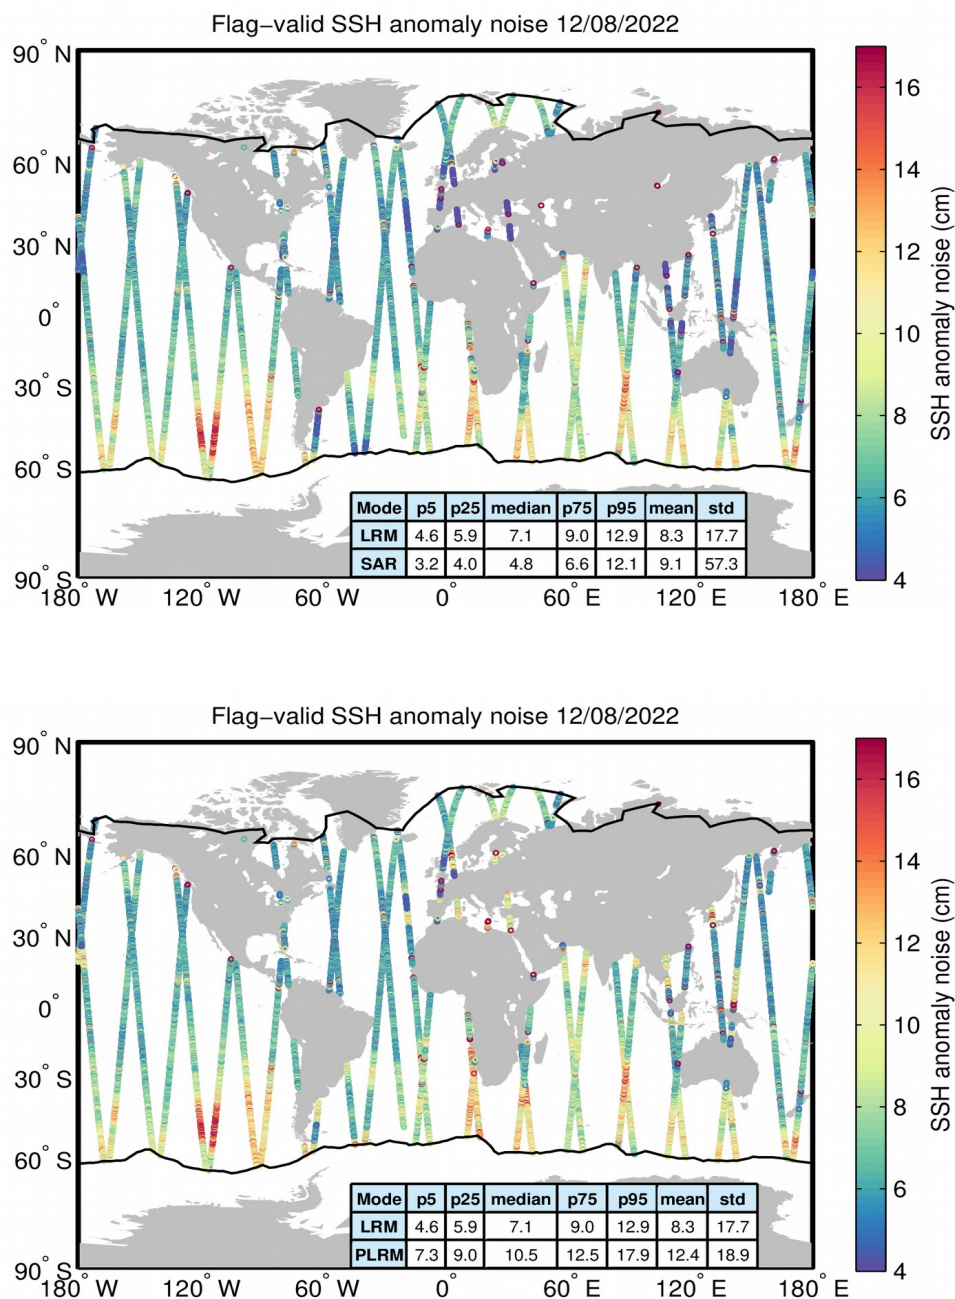 Flag−valid SSH anomaly noise 12/08/2022
90° N
60° N
30° N
0°
30° S
60° S
90° S
180° W 120° W 60° W 0° 60° E 120° E 180° E
Mode p5 p25 median p75 p95 mean std
LRM 4.6 5.9 7.1 9.0 12.9 8.3 17.7
SAR 3.2 4.0 4.8 6.6 12.1 9.1 57.3
16
14
12
10
8
6
4
SSH anomaly noise (cm)
Flag−valid SSH anomaly noise 12/08/2022
90° N
60° N
30° N
0°
30° S
60° S
90° S
180° W 120° W 60° W 0° 60° E 120° E 180° E
Mode p5 p25 median p75 p95 mean std
LRM 4.6 5.9 7.1 9.0 12.9 8.3 17.7
PLRM 7.3 9.0 10.5 12.5 17.9 12.4 18.9
16
14
12
10
8
6
4
SSH anomaly noise (cm)